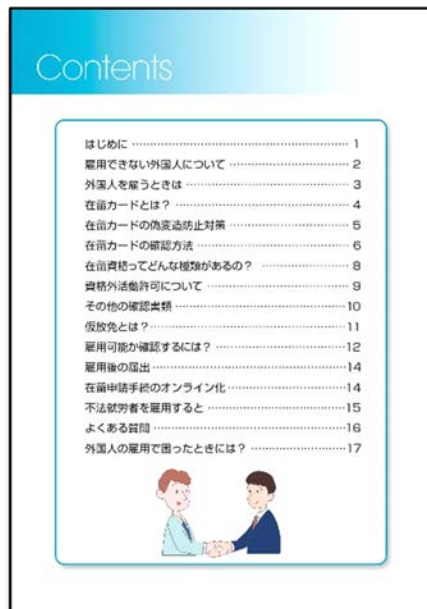 Contents
はじめに …………………………………………… 1
雇用できない外国人について …………………… 2
外国人を雇うときは ……………………………… 3
在留カードとは？ ………………………………… 4
在留カードの偽変造防止対策 …………………… 5
在留カードの確認方法 …………………………… 6
在留資格ってどんな種類があるの？ …………… 8
資格外活動許可について ………………………… 9
その他の確認書類 ………………………………… 10
仮放免とは？ ……………………………………… 11
雇用可能か確認するには？ ……………………… 12
雇用後の届出 ……………………………………… 14
在留申請手続のオンライン化 …………………… 14
不法就労者を雇用すると ………………………… 15
よくある質問 ……………………………………… 16
外国人の雇用で困ったときには？ ……………… 17